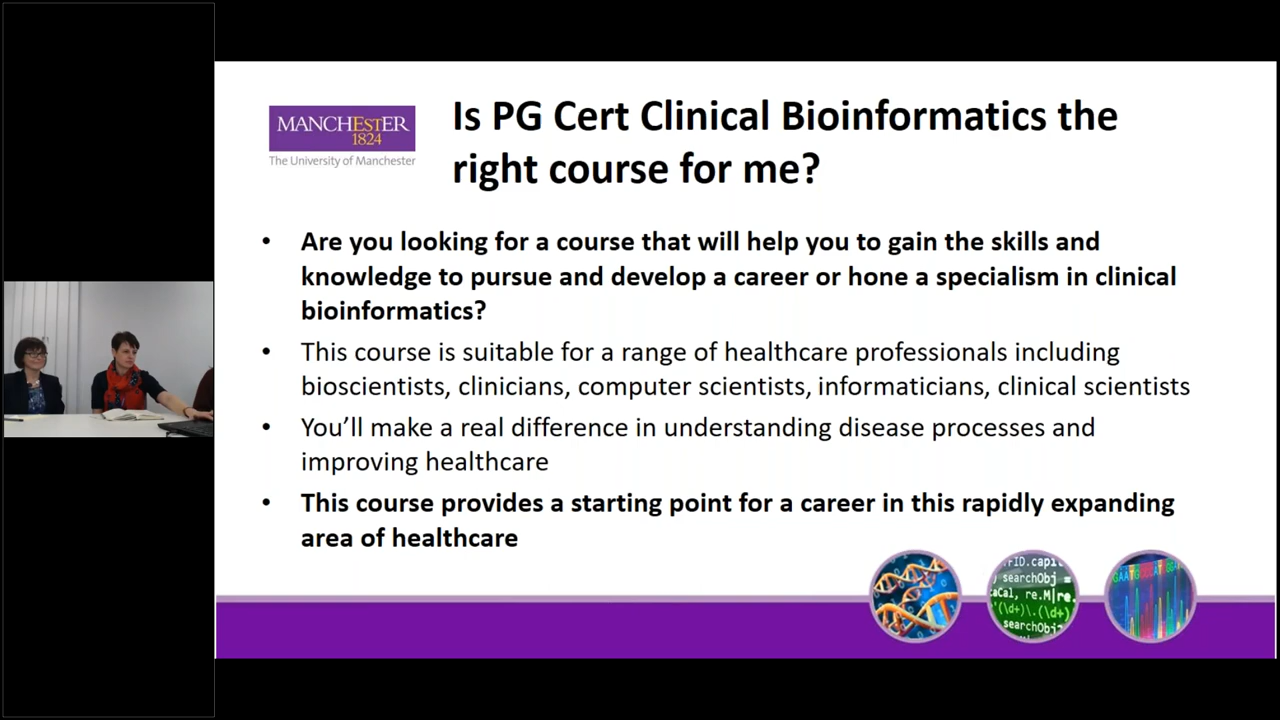 MANCHESTER
1824
The University of Manchester
Is PG Cert Clinical Bioinformatics the
right course for me?
• Are you looking for a course that will help you to gain the skills and
knowledge to pursue and develop a career or hone a specialism in clinical
bioinformatics?
• This course is suitable for a range of healthcare professionals including
bioscientists, clinicians, computer scientists, informaticians, clinical scientists
• You’ll make a real difference in understanding disease processes and
improving healthcare
• This course provides a starting point for a career in this rapidly expanding
area of healthcare
searchObj =
re.M|re.
(\d+)\.(\d+)
searchObj